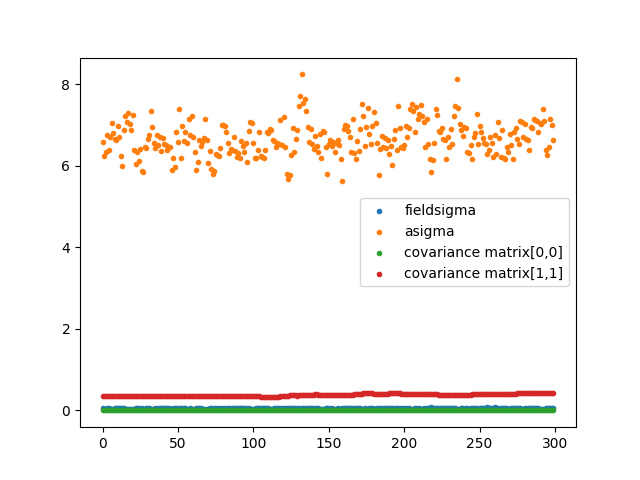 8
6
4
2
0
fieldsigma
asigma
covariance matrix[0,0]
covariance matrix[1,1]
0 50 100 150 200 250 300